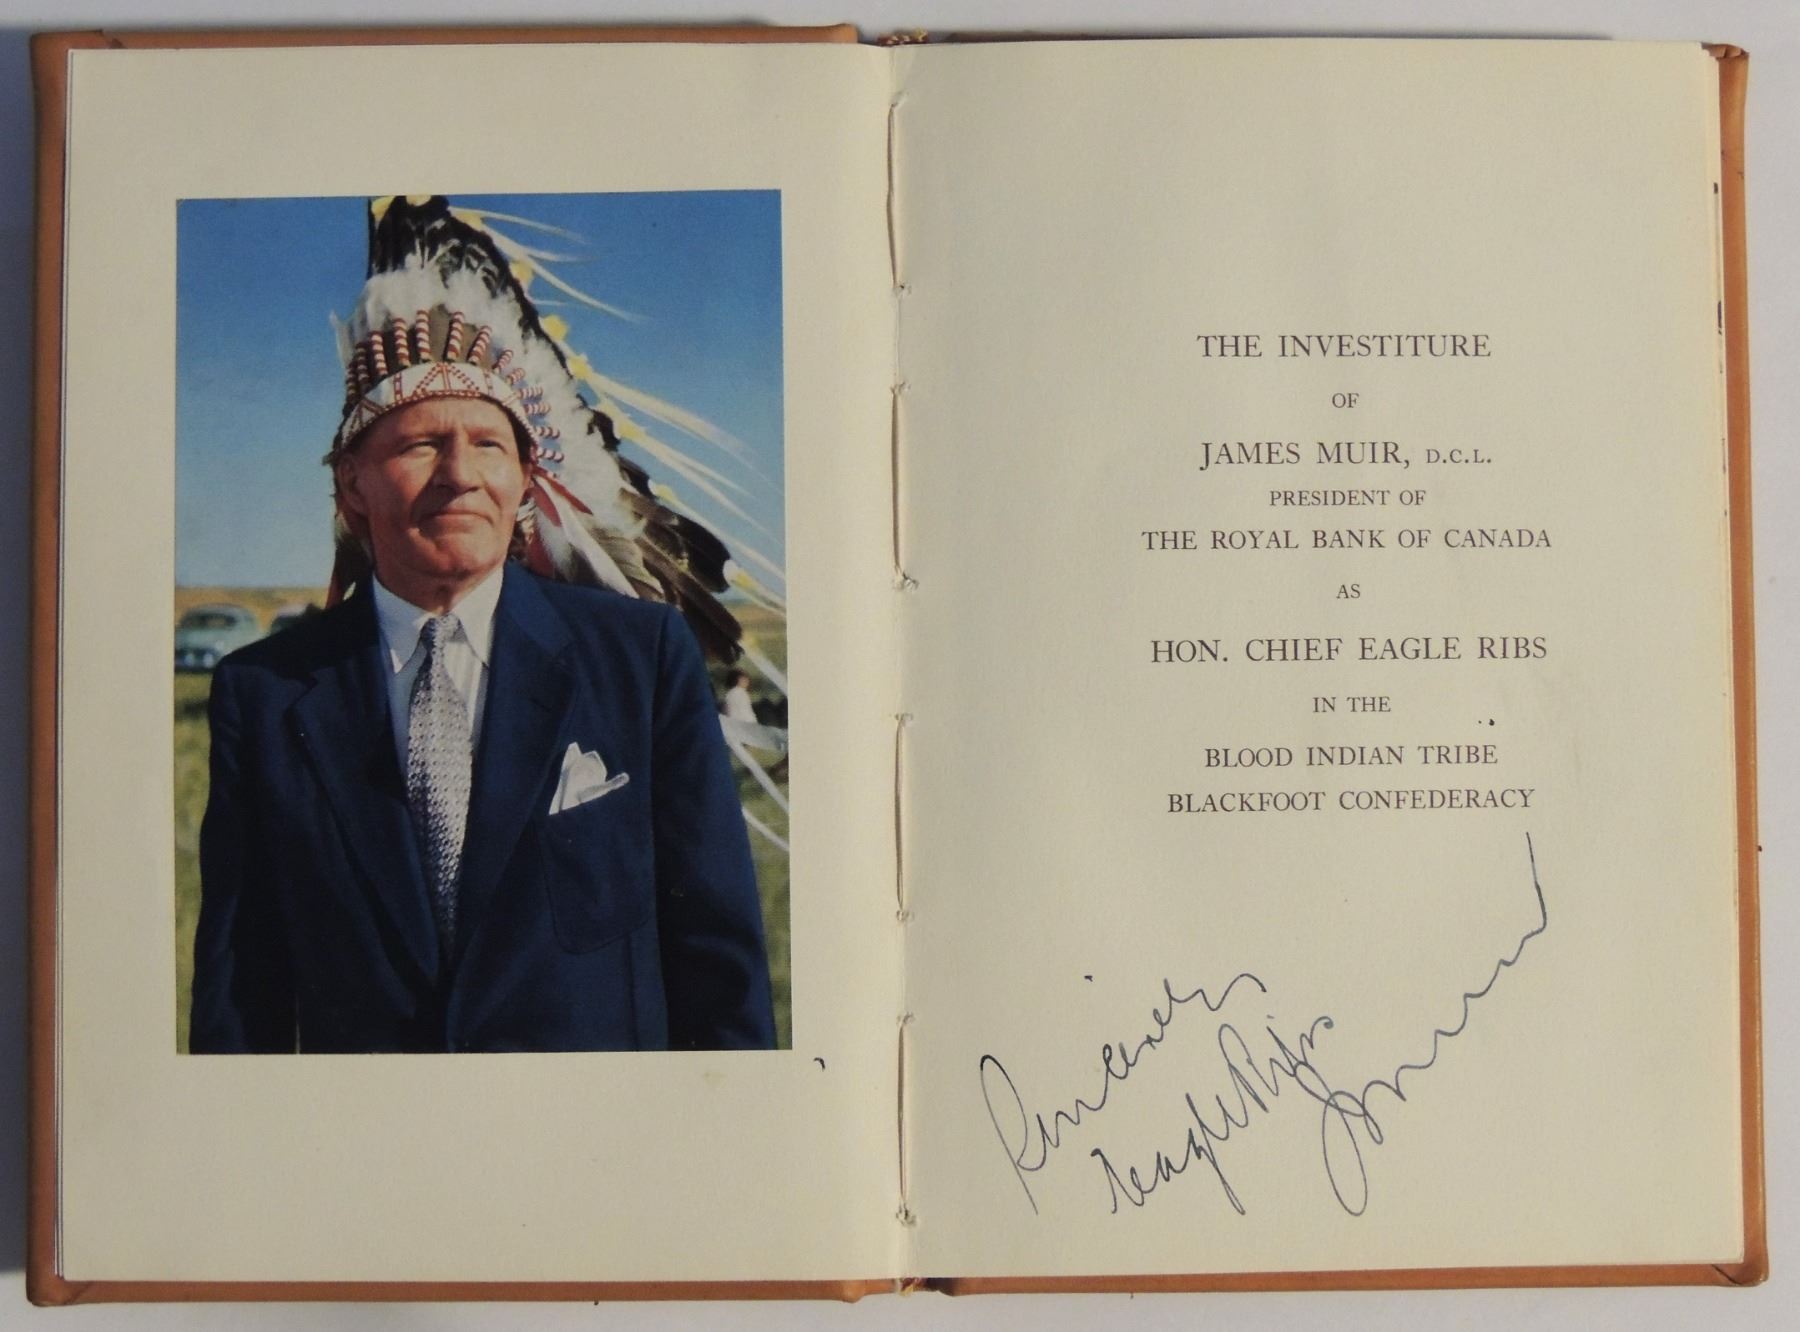 THE INVESTITURE
OF
JAMES MUIR, D.C.L.
PRESIDENT OF
THE ROYAL BANK OF CANADA
AS
HON. CHIEF EAGLE RIBS
IN THE
BLOOD INDIAN TRIBE
BLACKFOOT CONFEDERACY
Sincerely
Eagle Ribs